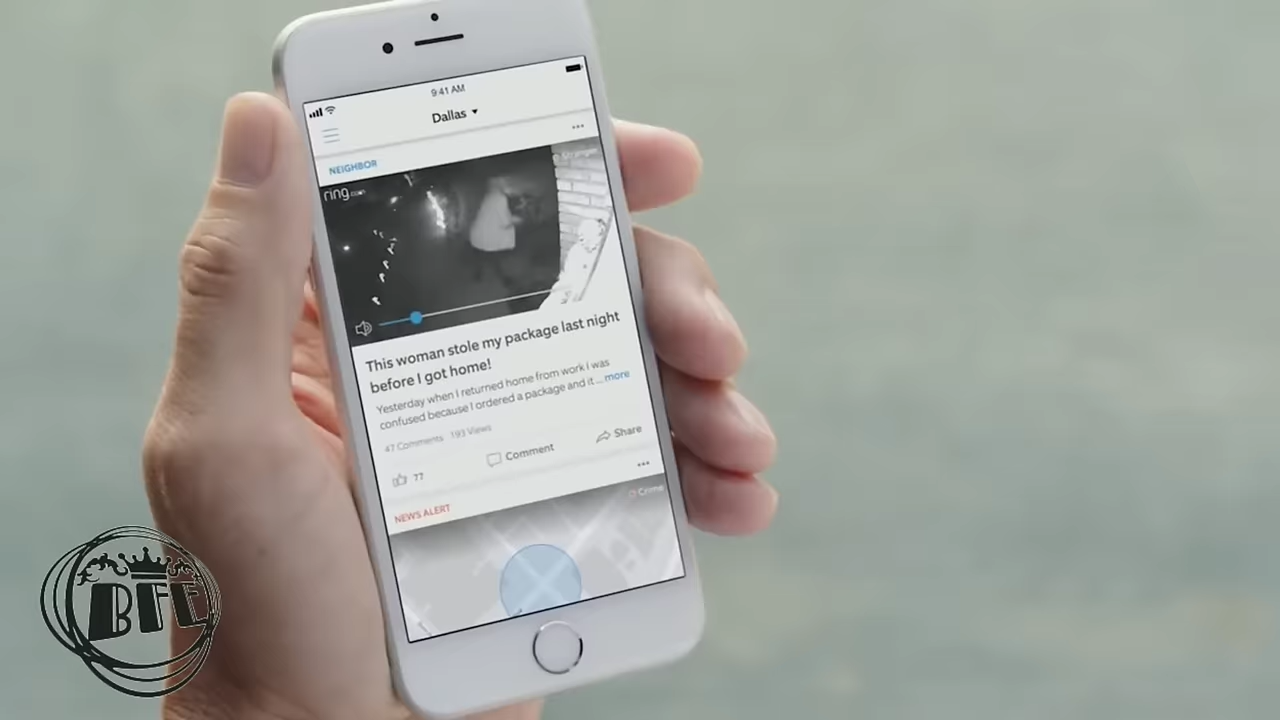 9:41 AM
Dallas
NEIGHBOR
Stranger
ring.com
This woman stole my package last night
before I got home!
Yesterday when I returned home from work I was
confused because I ordered a package and it ... more
47 Comments 193 Views
77 Comment Share
NEWS ALERT
Crime
BFE